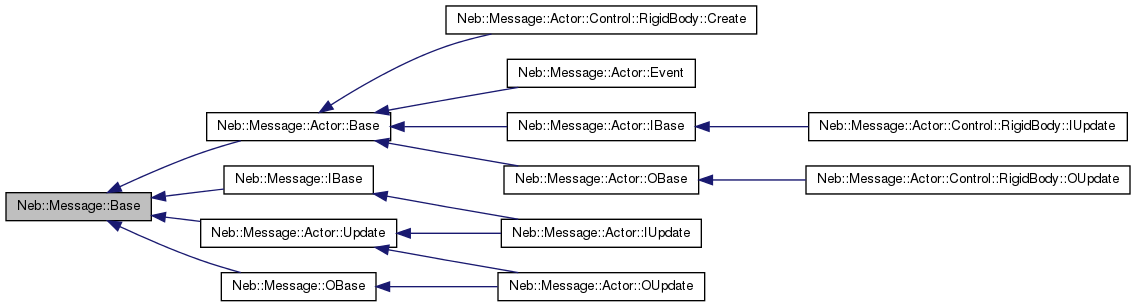 Neb::Message::Actor::Control::RigidBody::Create
Neb::Message::Actor::Event
Neb::Message::Actor::Base
Neb::Message::Actor::IBase
Neb::Message::Actor::Control::RigidBody::IUpdate
Neb::Message::IBase
Neb::Message::Actor::OBase
Neb::Message::Actor::Control::RigidBody::OUpdate
Neb::Message::Base
Neb::Message::Actor::Update
Neb::Message::Actor::IUpdate
Neb::Message::OBase
Neb::Message::Actor::OUpdate